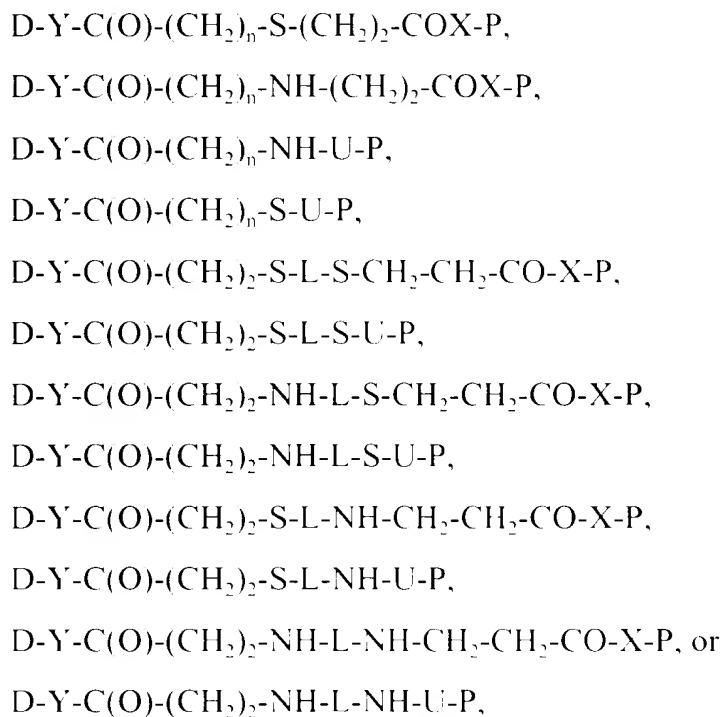 D-Y-C(O)-(CH₂)ₙ-S-(CH₂)₂-COX-P,
D-Y-C(O)-(CH₂)ₙ-NH-(CH₂)₂-COX-P,
D-Y-C(O)-(CH₂)ₙ-NH-U-P,
D-Y-C(O)-(CH₂)ₙ-S-U-P,
D-Y-C(O)-(CH₂)₂-S-L-S-CH₂-CH₂-CO-X-P,
D-Y-C(O)-(CH₂)₂-S-L-S-U-P,
D-Y-C(O)-(CH₂)₂-NH-L-S-CH₂-CH₂-CO-X-P,
D-Y-C(O)-(CH₂)₂-NH-L-S-U-P,
D-Y-C(O)-(CH₂)₂-S-L-NH-CH₂-CH₂-CO-X-P,
D-Y-C(O)-(CH₂)₂-S-L-NH-U-P,
D-Y-C(O)-(CH₂)₂-NH-L-NH-CH₂-CH₂-CO-X-P, or
D-Y-C(O)-(CH₂)₂-NH-L-NH-U-P,